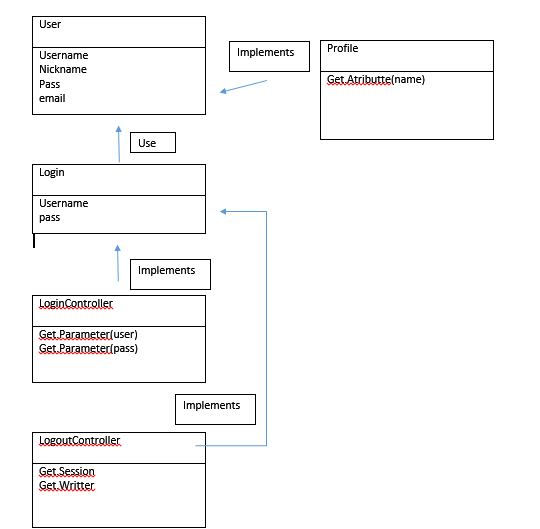 User
Username
Nickname
Pass
email
Implements
Profile
Get.Atributte(name)
Use
Login
Username
pass
Implements
LoginController
Get.Parameter(user)
Get.Parameter(pass)
Implements
LogoutController
Get.Session
Get.Writter